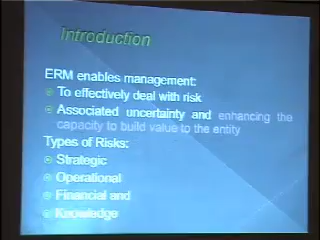 Introduction
ERM enables management:
To effectively deal with risk
Associated uncertainty and enhancing the
capacity to build value to the entity
Types of Risks:
Strategic
Operational
Financial and
Knowledge